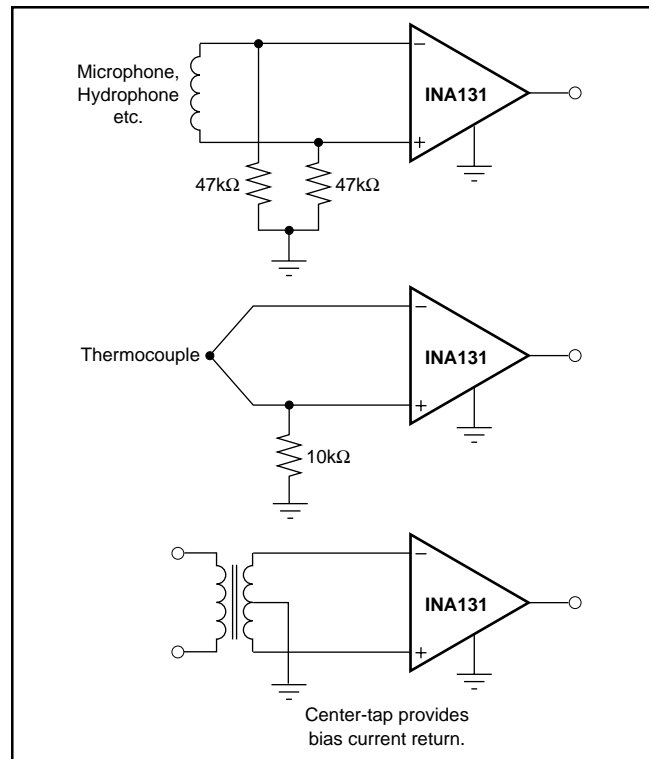 Microphone,
Hydrophone
etc.
−
INA131
+
47kΩ
47kΩ
Thermocouple
−
INA131
+
10kΩ
−
INA131
+
Center-tap provides
bias current return.